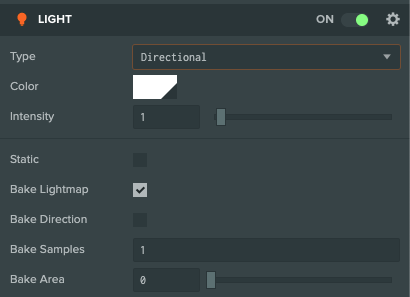 LIGHT ON
Type Directional
Color
Intensity 1
Static
Bake Lightmap
Bake Direction
Bake Samples 1
Bake Area 0